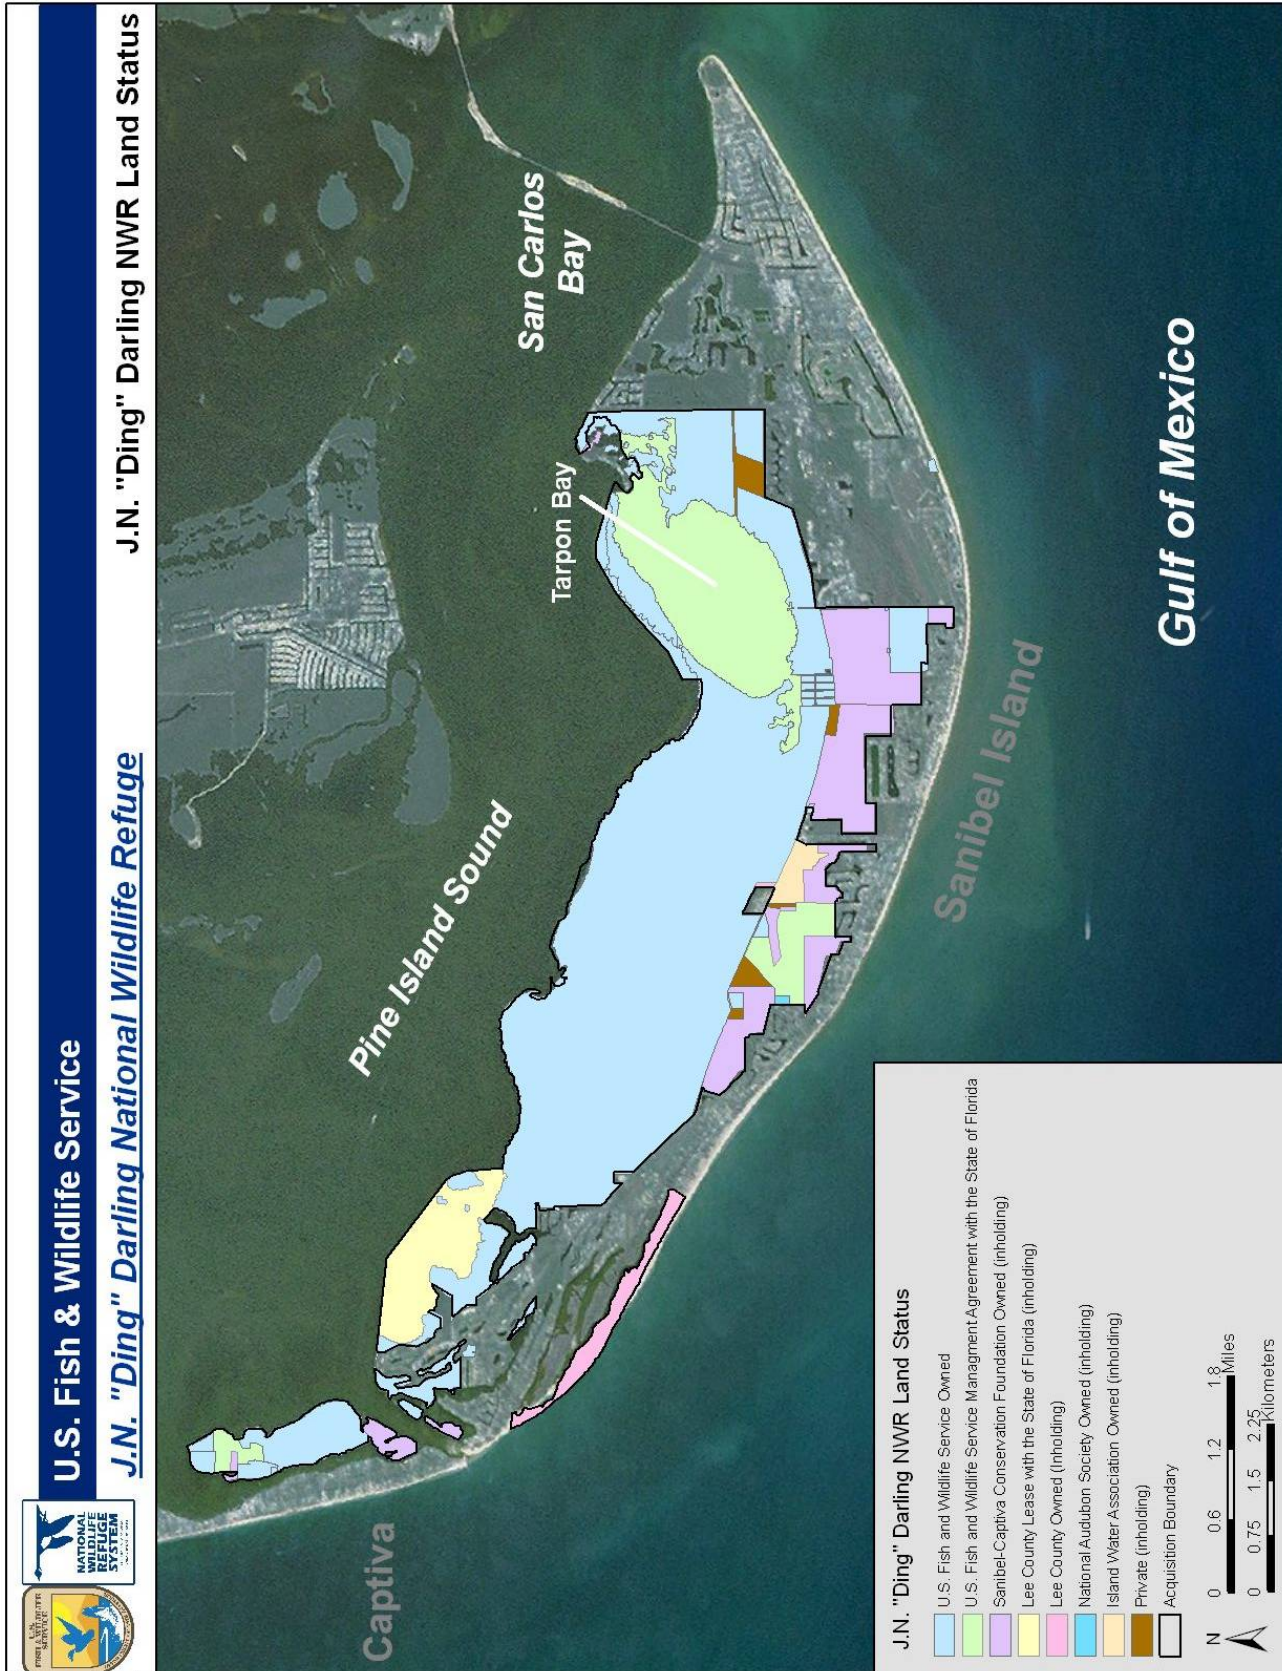 U.S. FISH & WILDLIFE SERVICE
NATIONAL
WILDLIFE
REFUGE
SYSTEM
U.S. Fish & Wildlife Service
J.N. "Ding" Darling National Wildlife Refuge
J.N. "Ding" Darling NWR Land Status
San Carlos
Bay
Tarpon Bay
Pine Island Sound
Captiva
Sanibel Island
Gulf of Mexico
J.N. "Ding" Darling NWR Land Status
U.S. Fish and Wildlife Service Owned
U.S. Fish and Wildlife Service Managment Agreement with the State of Florida
Sanibel-Captiva Conservation Foundation Owned (inholding)
Lee County Lease with the State of Florida (inholding)
Lee County Owned (Inholding)
National Audubon Society Owned (inholding)
Island Water Association Owned (inholding)
Private (inholding)
Acquisition Boundary
N
0 0.6 1.2 1.8 Miles
0 0.75 1.5 2.25 Kilometers